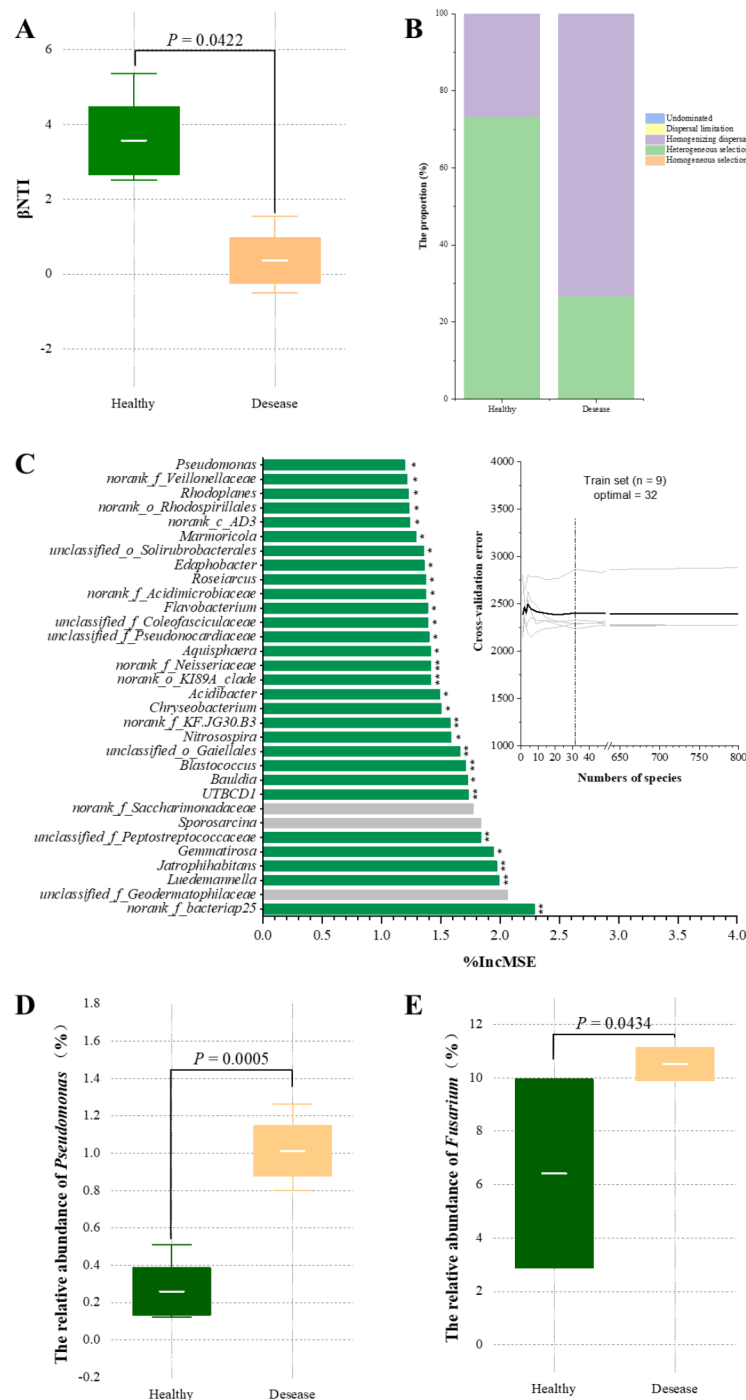 A
P = 0.0422
6
4
2
0
-2
βNTI
Healthy
Desease
B
100
80
60
40
20
0
The proportion (%)
Healthy
Desease
Undominated
Dispersal limitation
Homogenizing dispersal
Heterogeneous selection
Homogeneous selection
C
Pseudomonas *
norank_f_Veillonellaceae *
Rhodoplanes *
norank_o_Rhodospirillales *
norank_c_AD3 *
Marmoricola *
unclassified_o_Solirubrobacterales *
Edaphobacter *
Roseiarcus *
norank_f_Acidimicrobiaceae *
Flavobacterium *
unclassified_f_Coleofasciculaceae *
unclassified_f_Pseudonocardiaceae *
Aquisphaera *
norank_f_Neisseriaceae **
norank_o_KI89A_clade **
Acidibacter *
Chryseobacterium *
norank_f_KF.JG30.B3 **
Nitrosospira *
unclassified_o_Gaiellales **
Blastococcus **
Bauldia *
UTBCD1 **
norank_f_Saccharimonadaceae
Sporosarcina
unclassified_f_Peptostreptococcaceae **
Gemmatirosa *
Jatrophihabitans **
Luedemannella **
unclassified_f_Geodermatophilaceae
norank_f_bacteriap25 **
0.0 0.5 1.0 1.5 2.0 2.5 3.0 3.5 4.0
%IncMSE
4000
3500
3000
2750
2500
2250
2000
1500
1000
Cross-validation error
Train set (n = 9)
optimal = 32
0 10 20 30 40 50 650 700 750 800
Numbers of species
D
1.8
1.6
1.4
1.2
1.0
0.8
0.6
0.4
0.2
0.0
-0.2
The relative abundance of Pseudomonas （%）
P = 0.0005
Healthy
Desease
E
12
10
8
6
4
2
0
The relative abundance of Fusarium （%）
P = 0.0434
Healthy
Desease